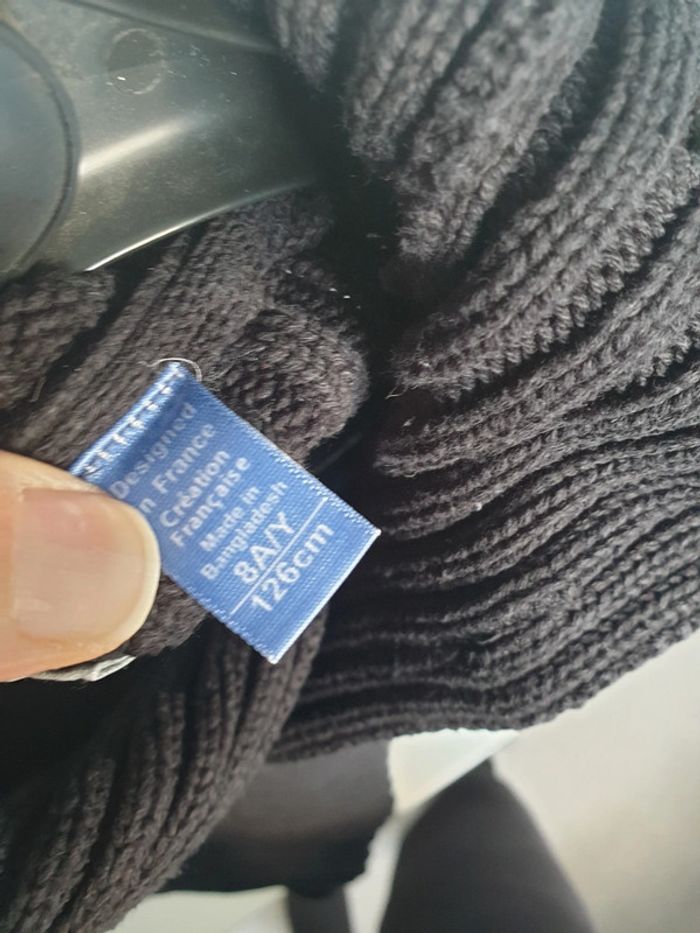 Designed
in France
Création
Française
Made in
Bangladesh
8A/Y
126cm